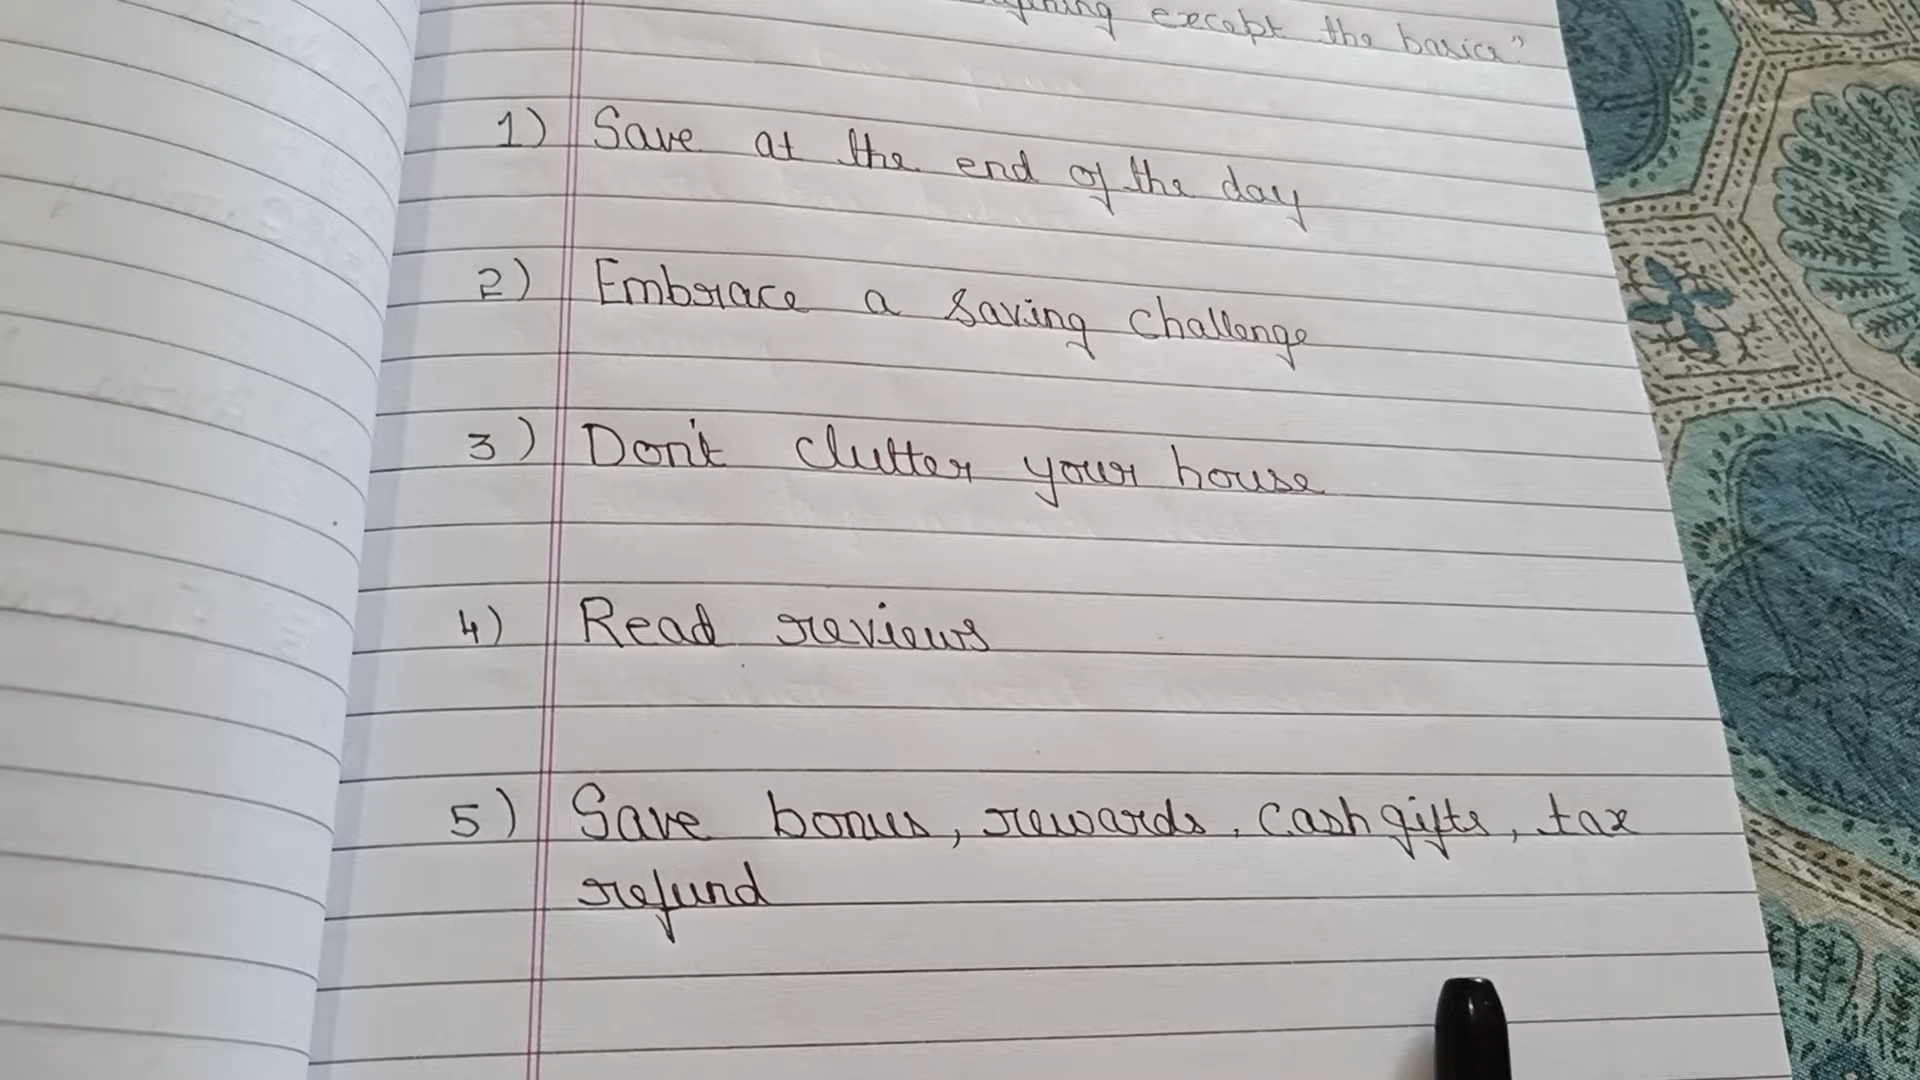 except the basics"
1) Save at the end of the day
2) Embrace a saving challenge
3) Don't clutter your house
4) Read reviews
5) Save bonus, rewards, cash gifts, tax
refund